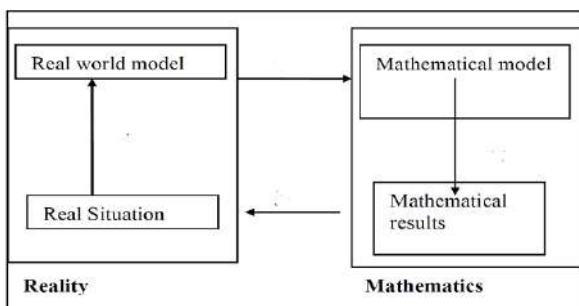 Real world model
Mathematical model
Real Situation
Mathematical
results
Reality
Mathematics